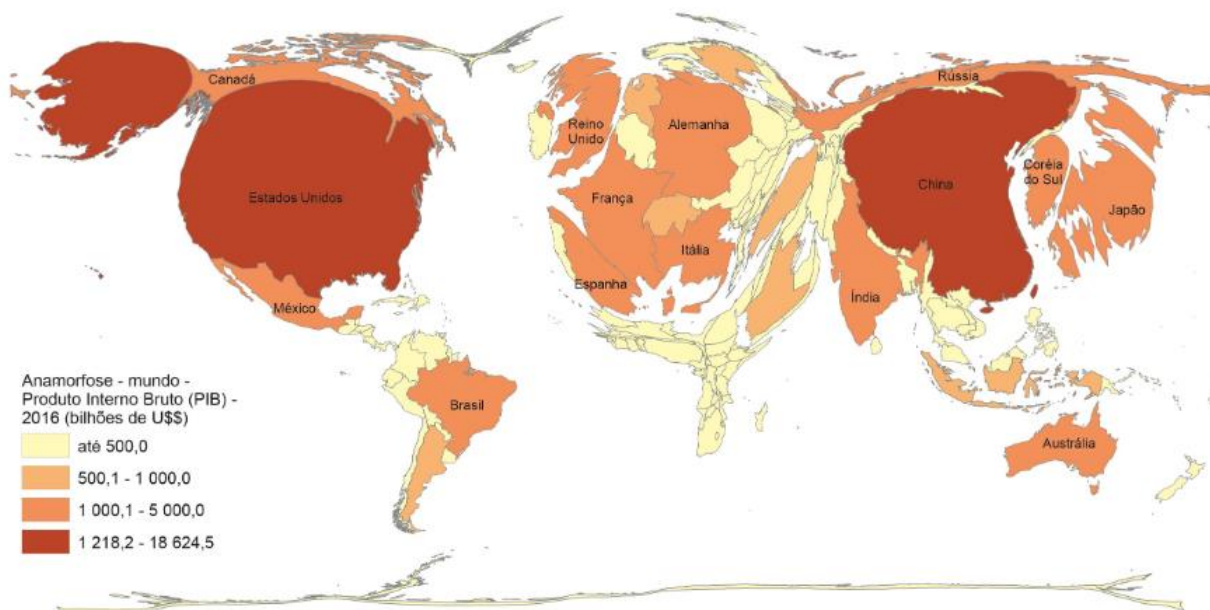 Canadá
Rússia
Reino
Unido
Alemanha
Estados Unidos
China
Coréia
do Sul
França
Japão
Itália
Espanha
México
Índia
Anamorfose - mundo -
Produto Interno Bruto (PIB) -
2016 (bilhões de U$$)
até 500,0
500,1 - 1 000,0
1 000,1 - 5 000,0
1 218,2 - 18 624,5
Brasil
Austrália